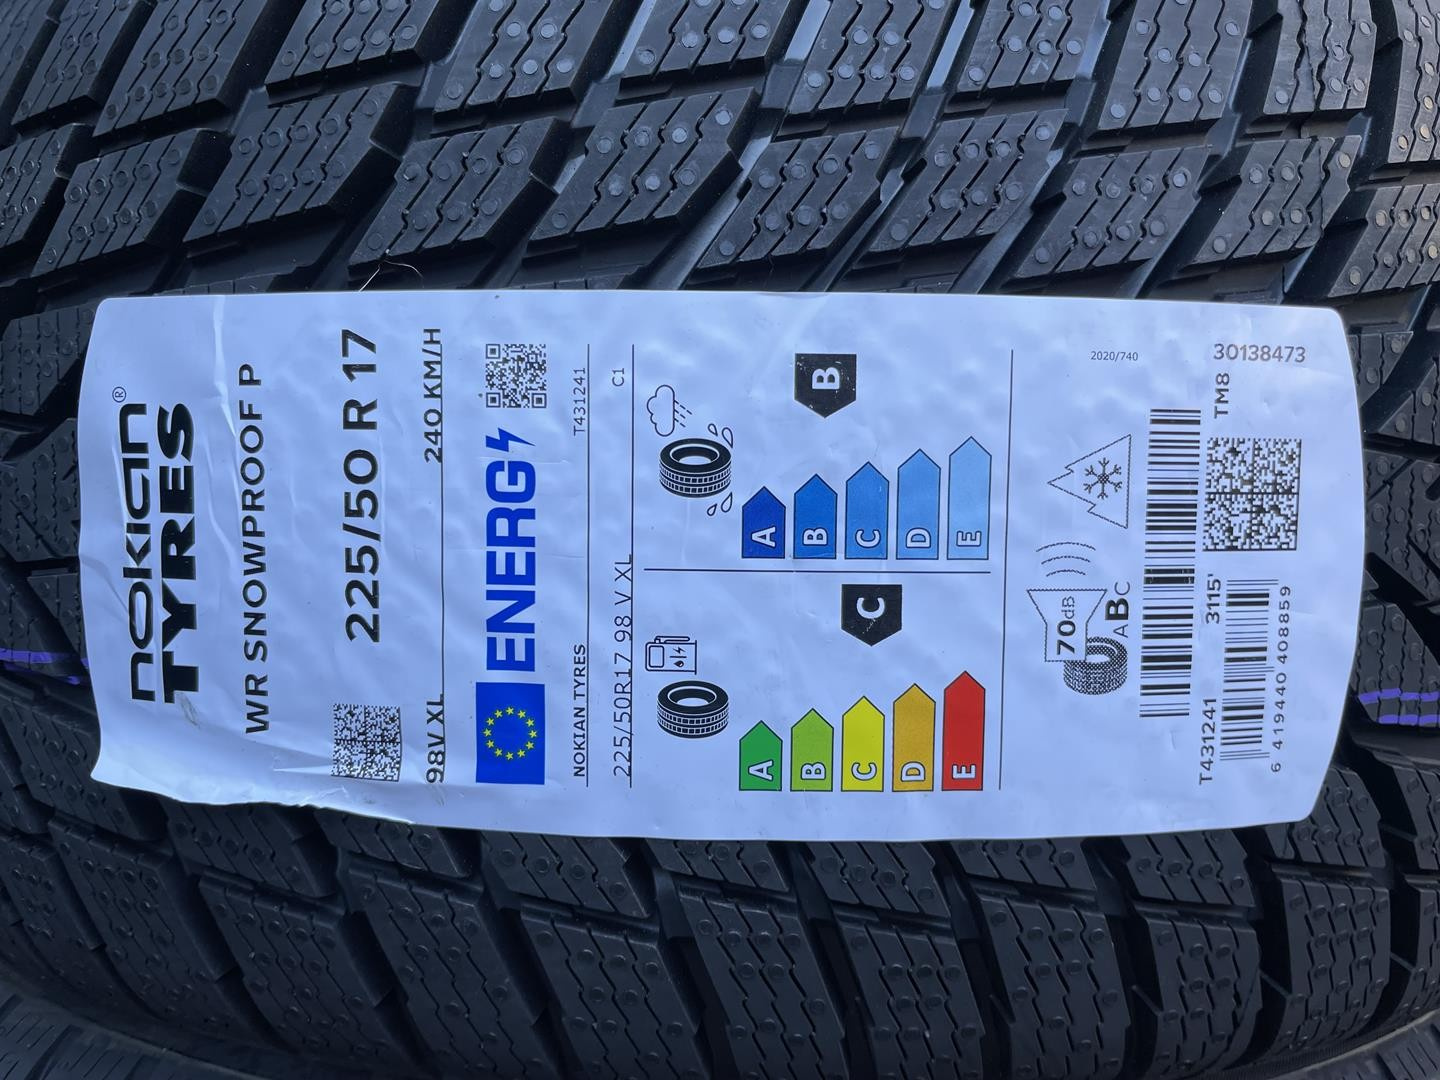 nokian®
TYRES
WR SNOWPROOF P
225/50 R 17
98V XL 240 KM/H
ENERG
NOKIAN TYRES T431241
225/50R17 98 V XL C1
A
B
C
D
E
C
A
B
C
D
E
B
70dB
ABC
2020/740
30138473
TM8
3115'
T431241
6 419440 408859